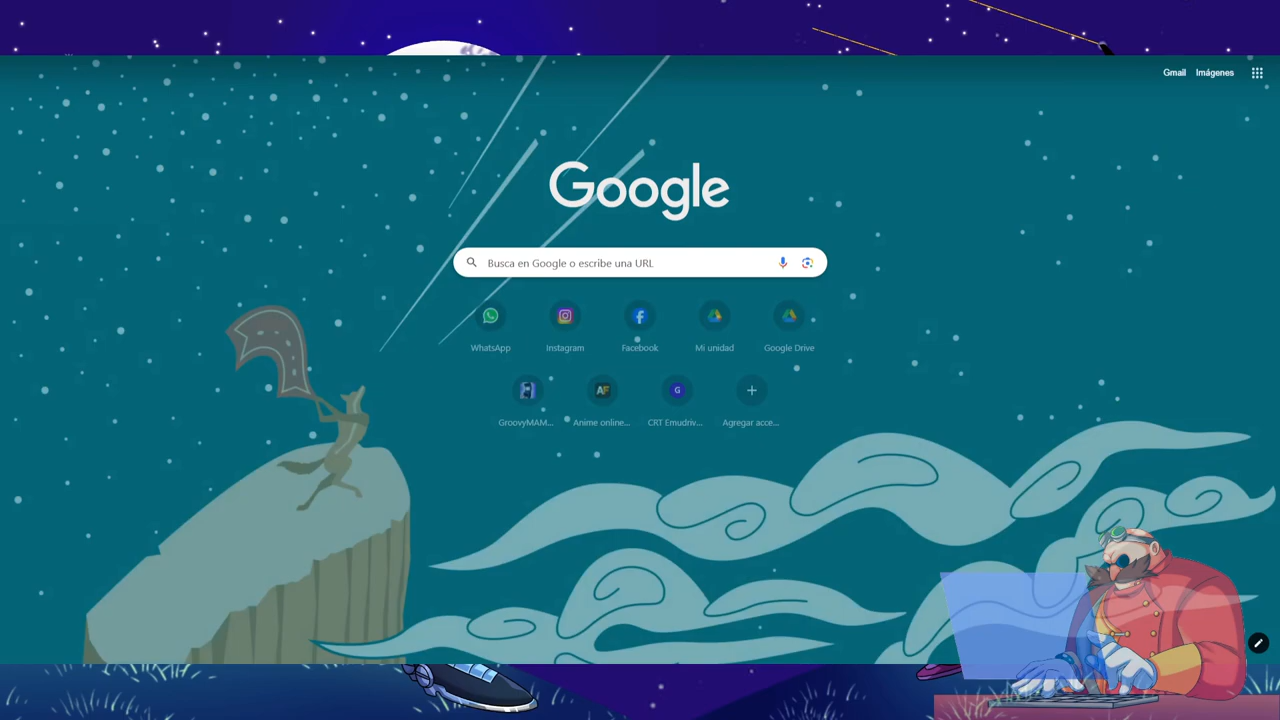 Gmail Imágenes
Google
Busca en Google o escribe una URL
WhatsApp Instagram Facebook Mi unidad Google Drive
AF G
GroovyMAM... Anime online... CRT Emudriv... Agregar acce...